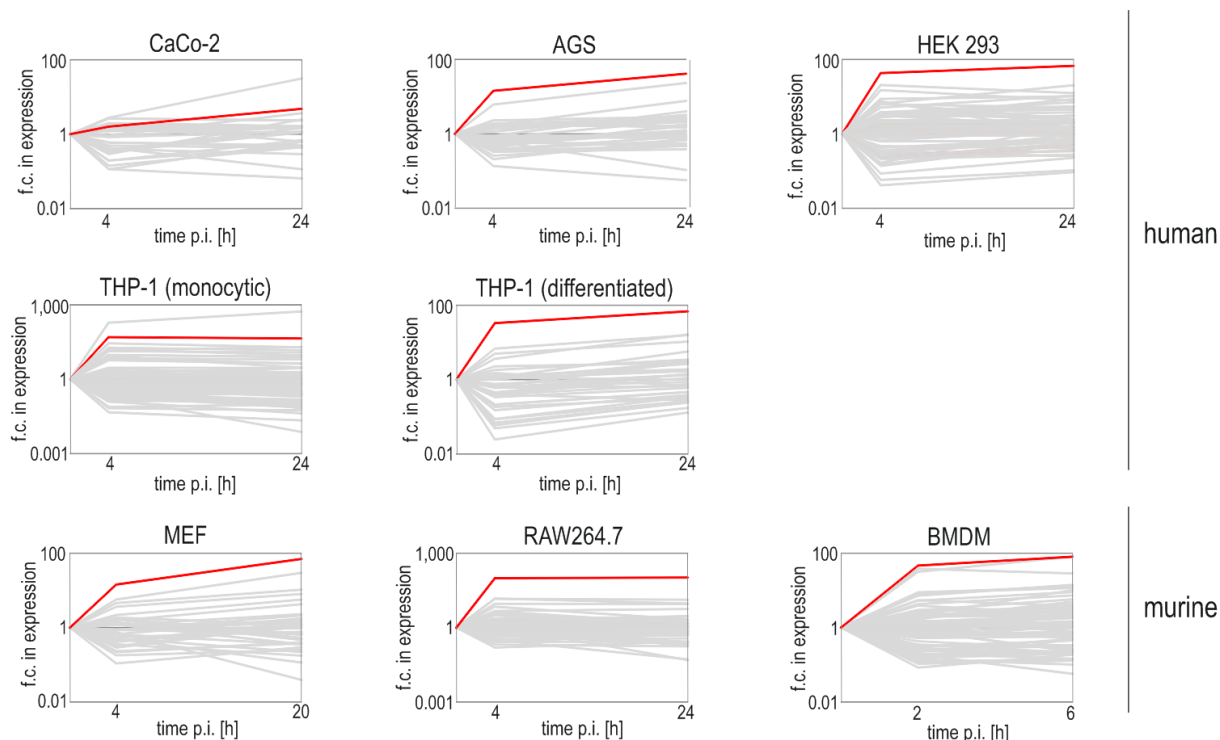 CaCo-2
100
1
0.01
f.c. in expression
4
24
time p.i. [h]
AGS
100
1
0.01
f.c. in expression
4
24
time p.i. [h]
HEK 293
100
1
0.01
f.c. in expression
4
24
time p.i. [h]
human
THP-1 (monocytic)
1,000
1
0.001
f.c. in expression
4
24
time p.i. [h]
THP-1 (differentiated)
100
1
0.01
f.c. in expression
4
24
time p.i. [h]
MEF
100
1
0.01
f.c. in expression
4
20
time p.i. [h]
RAW264.7
1,000
1
0.001
f.c. in expression
4
24
time p.i. [h]
BMDM
100
1
0.01
f.c. in expression
2
6
time p.i. [h]
murine